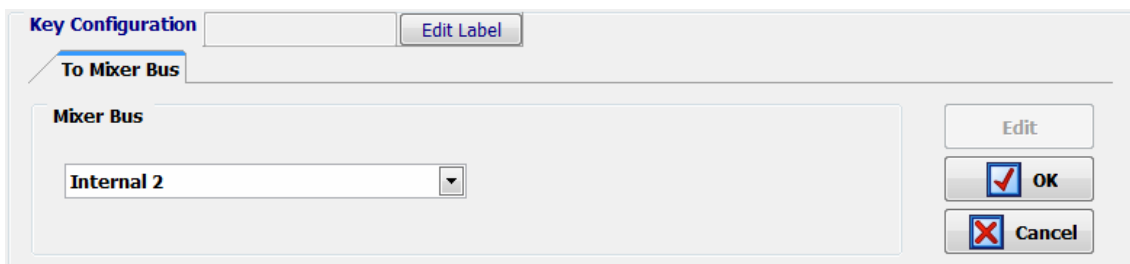 Key Configuration
Edit Label
To Mixer Bus
Mixer Bus
Edit
Internal 2
OK
Cancel